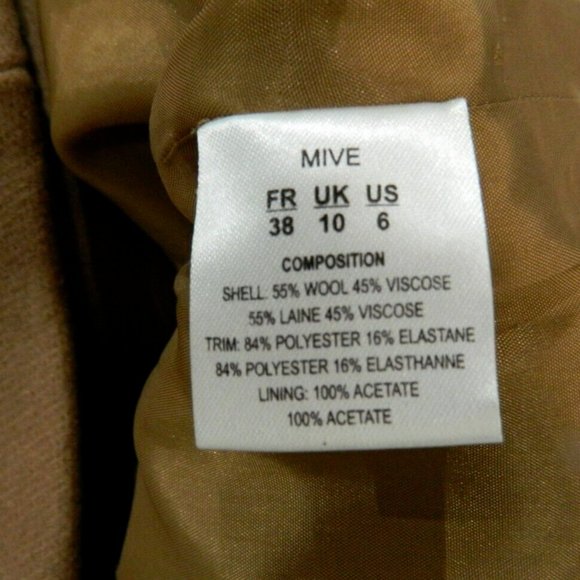 MIVE
FR UK US
38 10 6
COMPOSITION
SHELL. 55% WOOL 45% VISCOSE
55% LAINE 45% VISCOSE
TRIM: 84% POLYESTER 16% ELASTANE
84% POLYESTER 16% ELASTHANNE
LINING: 100% ACETATE
100% ACETATE